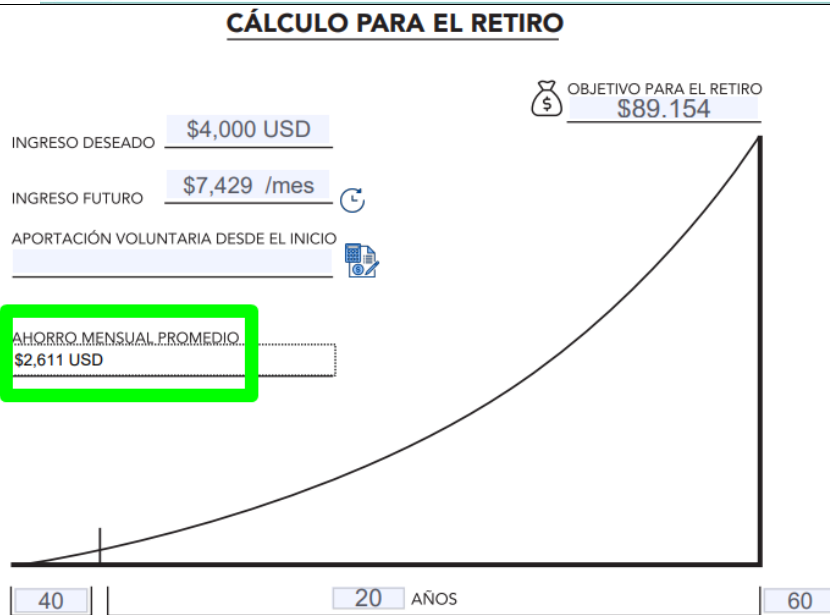 CÁLCULO PARA EL RETIRO
OBJETIVO PARA EL RETIRO
$89.154
INGRESO DESEADO $4,000 USD
INGRESO FUTURO $7,429 /mes
APORTACIÓN VOLUNTARIA DESDE EL INICIO
AHORRO MENSUAL PROMEDIO
$2,611 USD
40 20 AÑOS 60